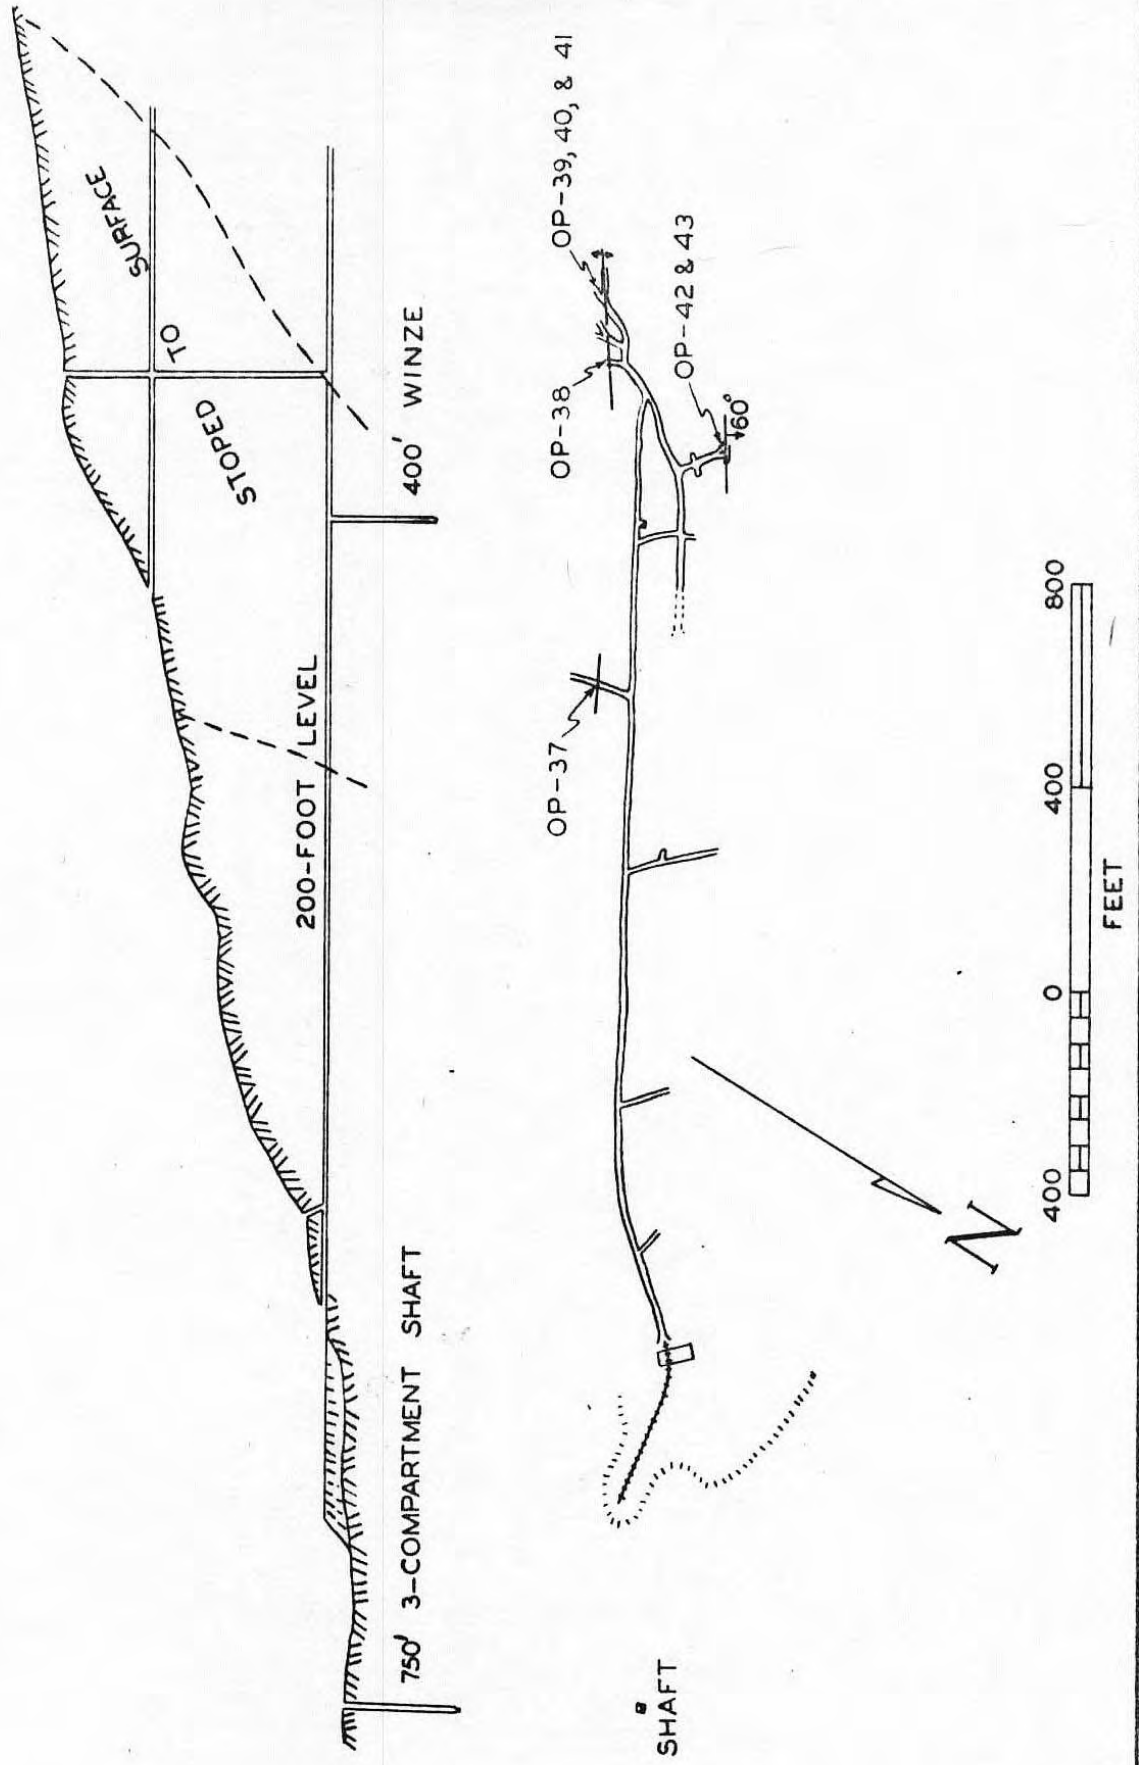 SURFACE
TO
STOPED
200-FOOT LEVEL
400' WINZE
750' 3-COMPARTMENT SHAFT
OP-39, 40, & 41
OP-38
OP-42 & 43
60°
OP-37
SHAFT
N
400 0 400 800
FEET